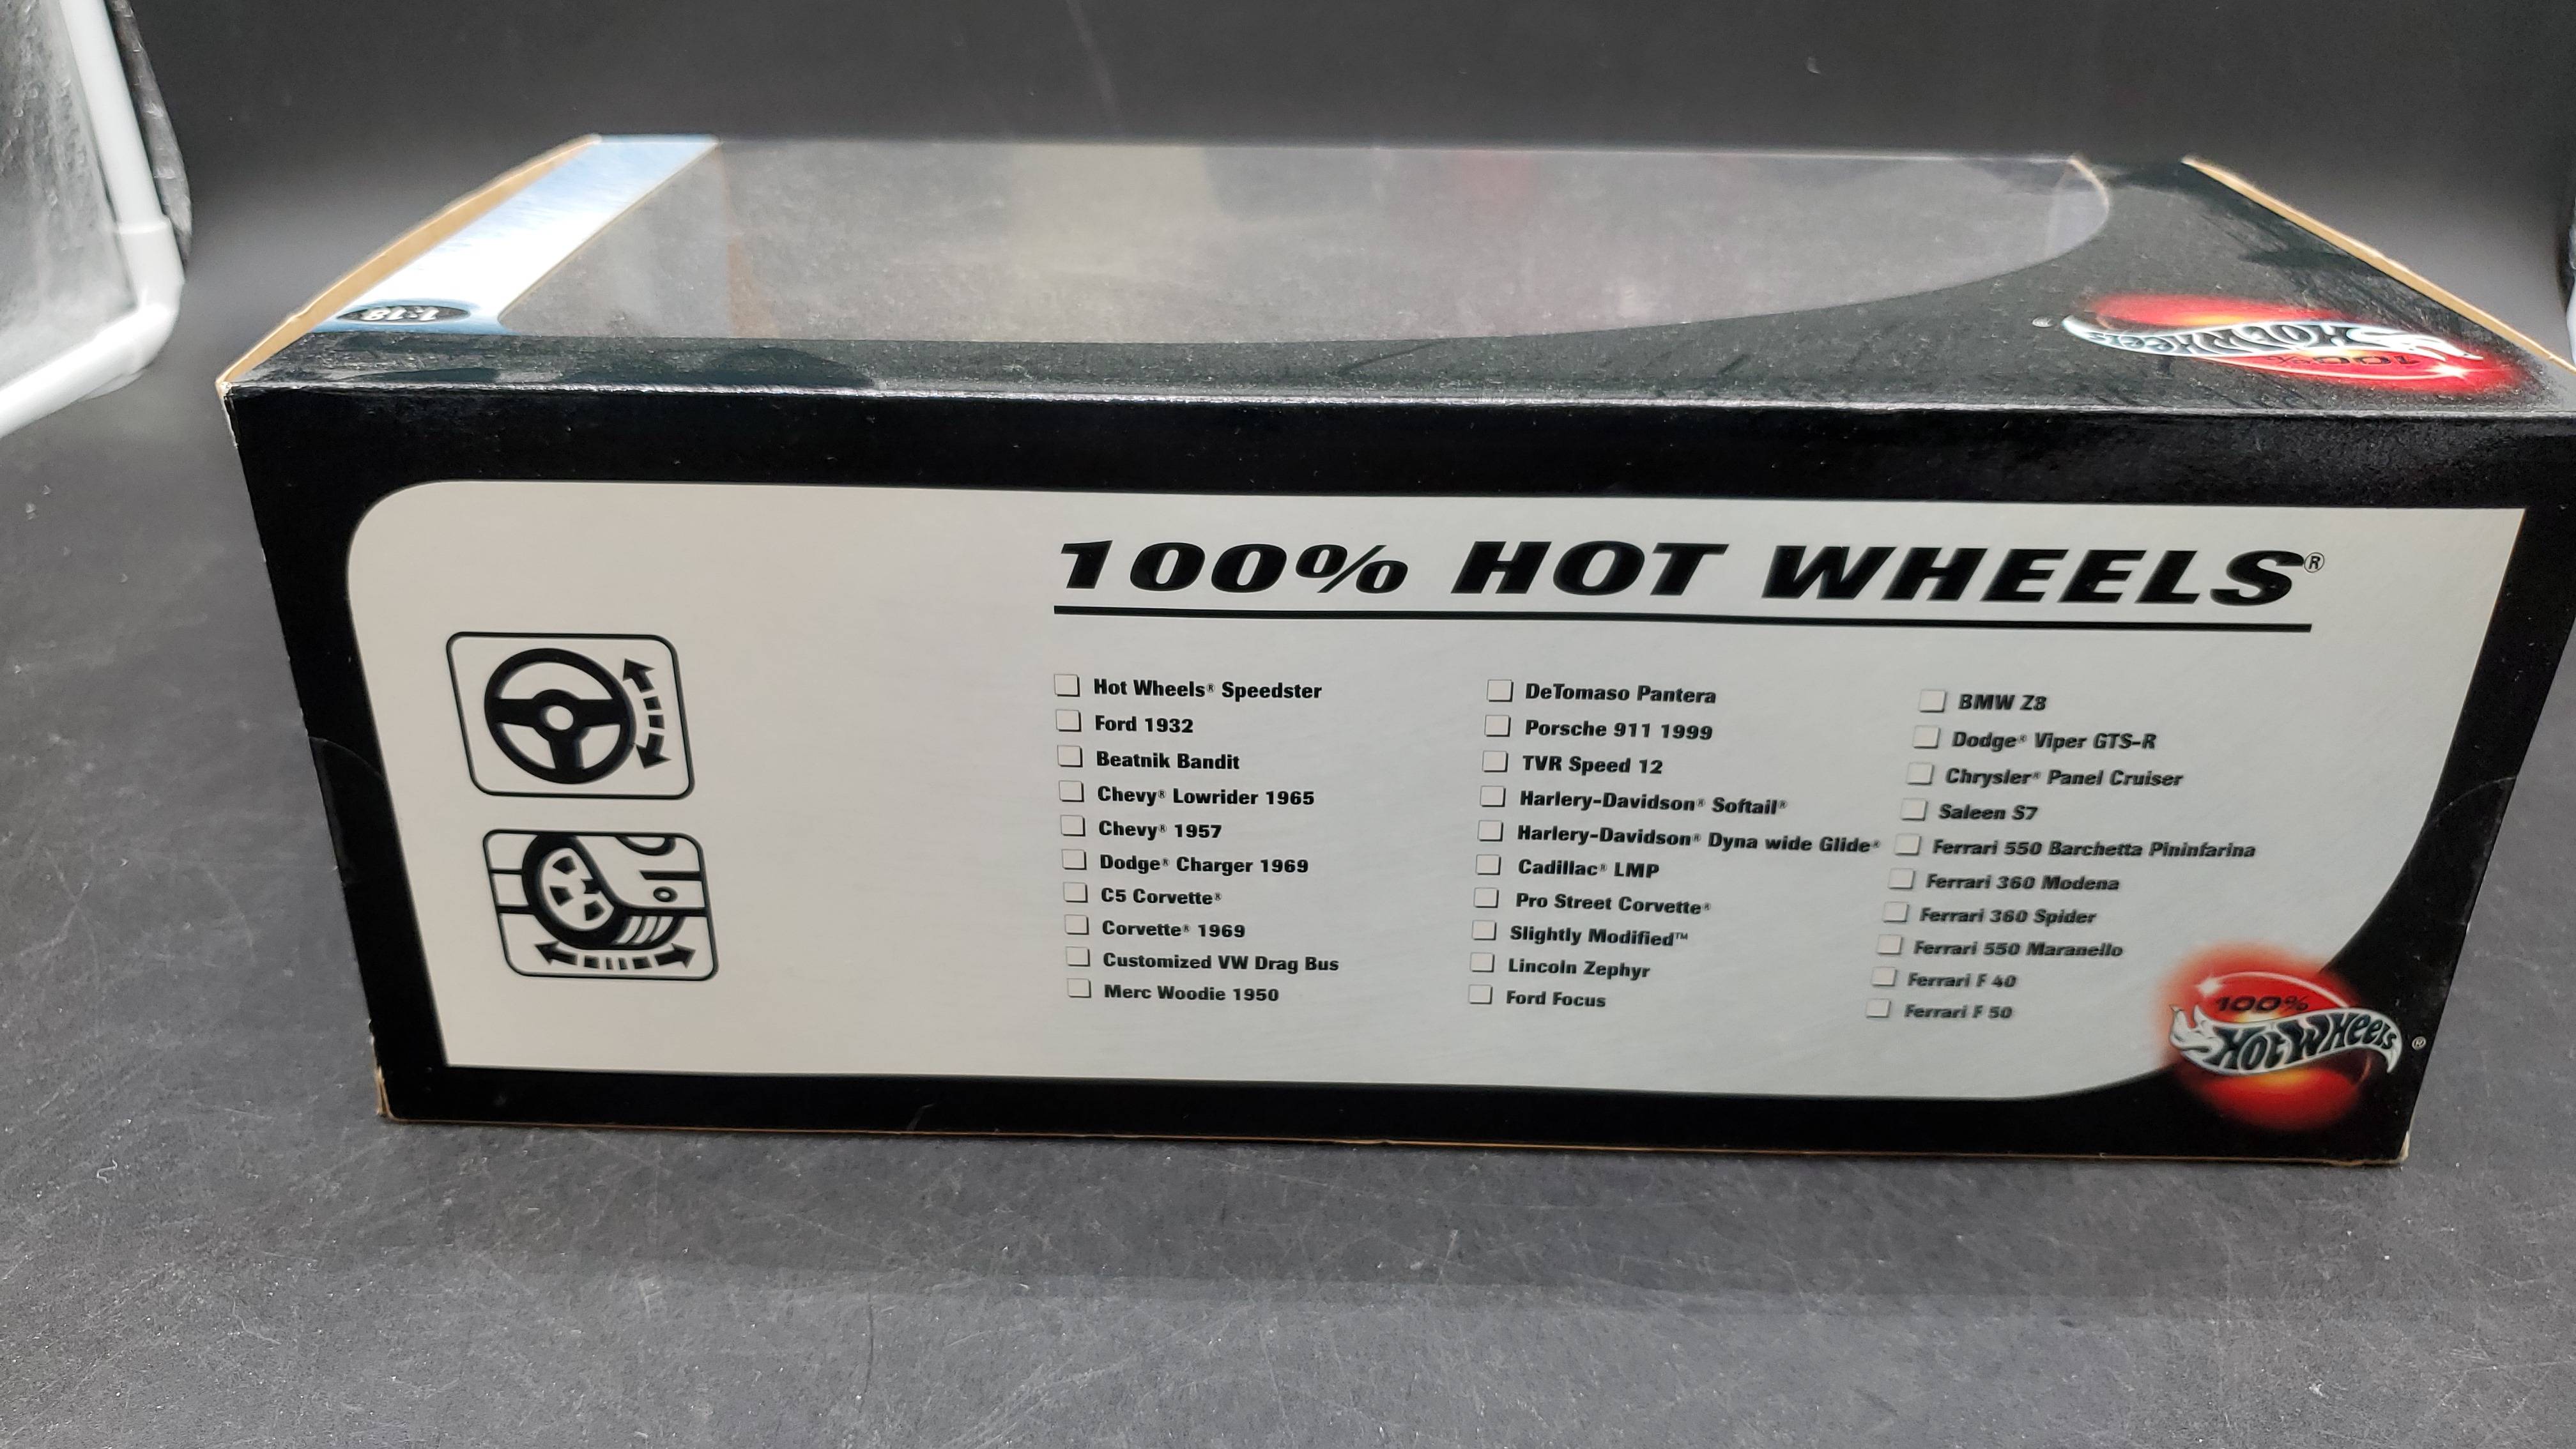 1:18
100%
Hot Wheels
100% HOT WHEELS®
Hot Wheels® Speedster
Ford 1932
Beatnik Bandit
Chevy® Lowrider 1965
Chevy® 1957
Dodge® Charger 1969
C5 Corvette®
Corvette® 1969
Customized VW Drag Bus
Merc Woodie 1950
DeTomaso Pantera
Porsche 911 1999
TVR Speed 12
Harlery-Davidson® Softail®
Harlery-Davidson® Dyna wide Glide®
Cadillac® LMP
Pro Street Corvette®
Slightly Modified™
Lincoln Zephyr
Ford Focus
BMW Z8
Dodge® Viper GTS-R
Chrysler® Panel Cruiser
Saleen S7
Ferrari 550 Barchetta Pininfarina
Ferrari 360 Modena
Ferrari 360 Spider
Ferrari 550 Maranello
Ferrari F 40
Ferrari F 50
100%
Hot Wheels®